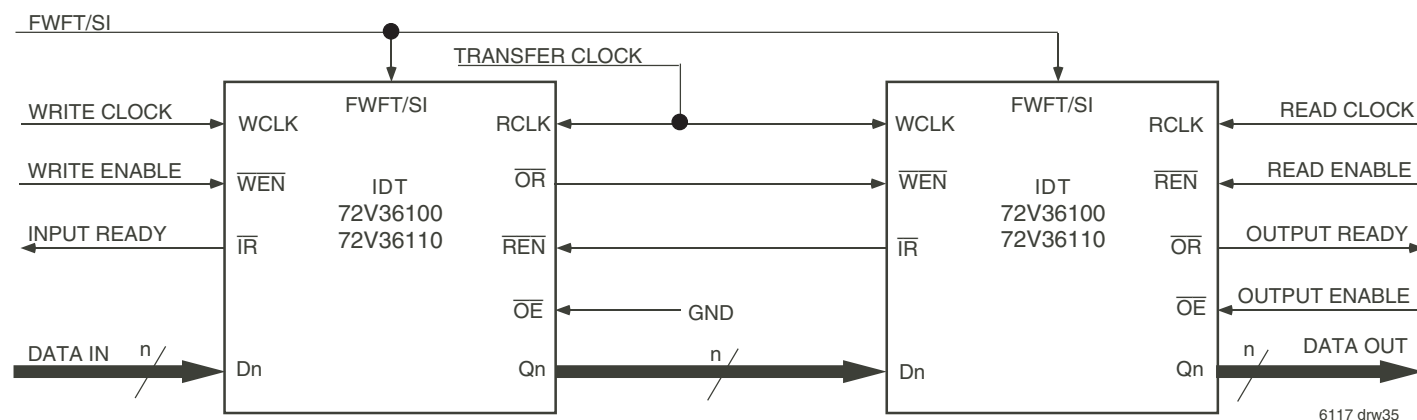 FWFT/SI
TRANSFER CLOCK
FWFT/SI
FWFT/SI
WRITE CLOCK
WCLK
RCLK
WCLK
RCLK
READ CLOCK
WRITE ENABLE
WEN
IDT
72V36100
72V36110
OR
WEN
IDT
72V36100
72V36110
REN
READ ENABLE
INPUT READY
IR
REN
IR
OR
OUTPUT READY
OE
GND
OE
OUTPUT ENABLE
DATA IN
n
Dn
Qn
n
Dn
Qn
n
DATA OUT
6117 drw35